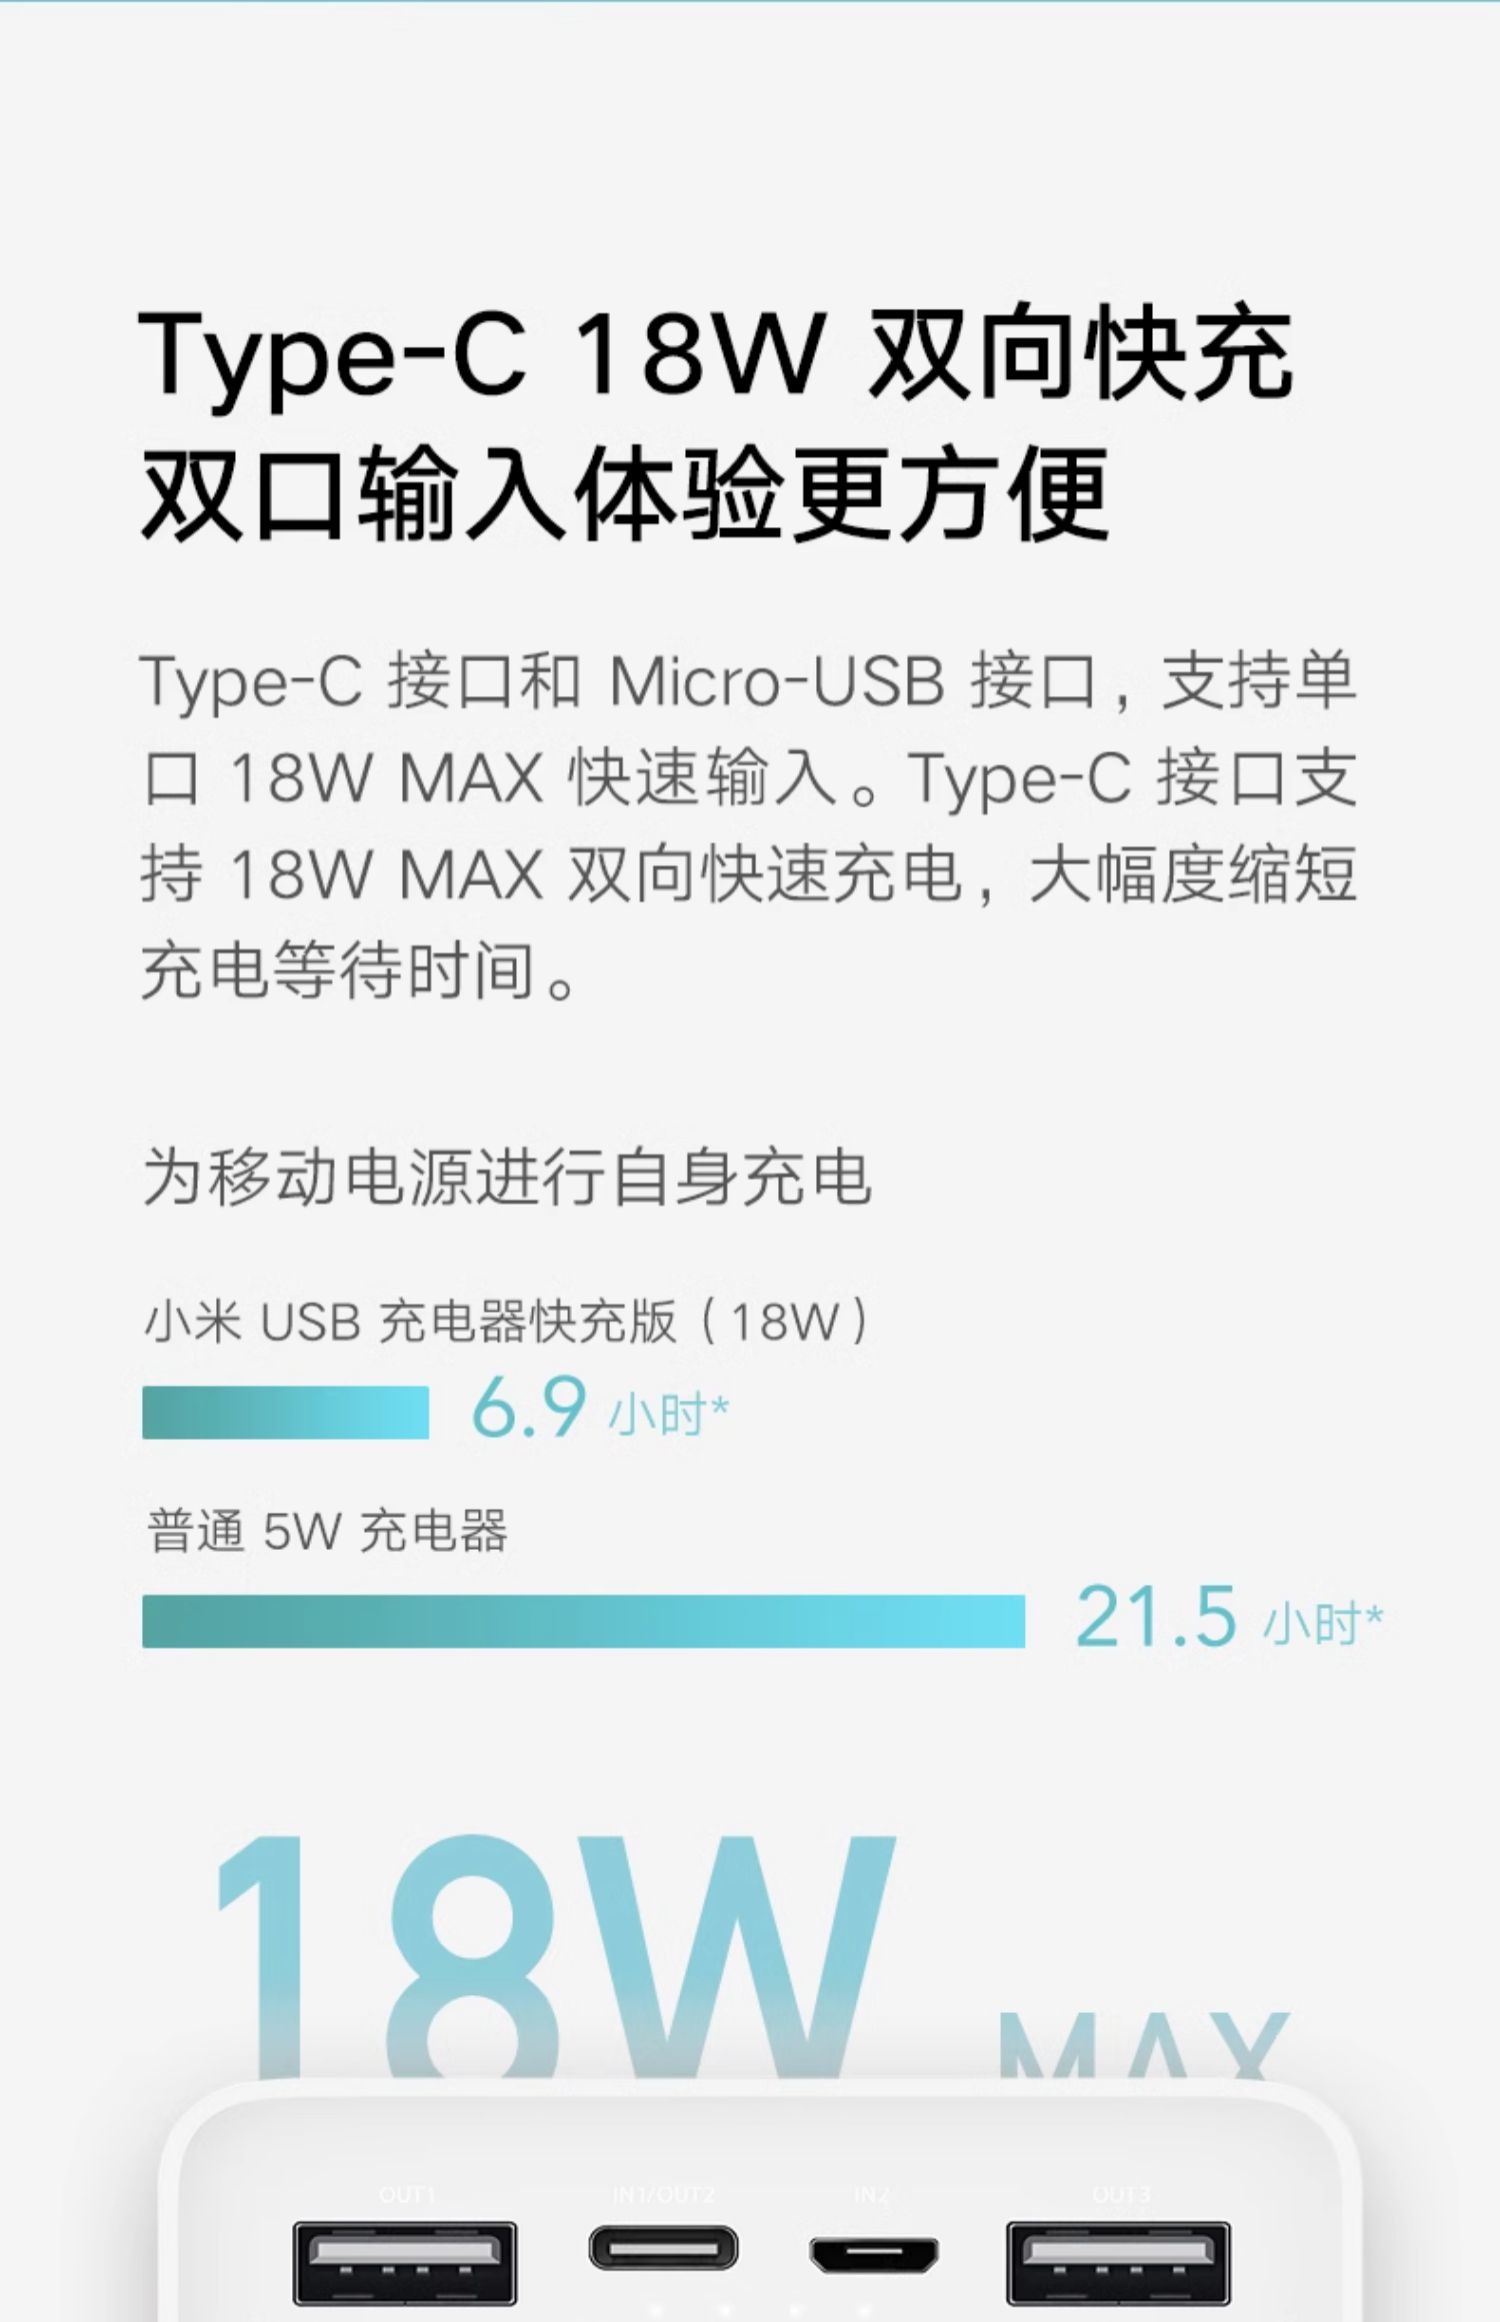 Type-C 18W 双向快充
双口输入体验更方便
Type-C 接口和 Micro-USB 接口，支持单
口 18W MAX 快速输入。Type-C 接口支
持 18W MAX 双向快速充电，大幅度缩短
充电等待时间。
为移动电源进行自身充电
小米 USB 充电器快充版（18W）
6.9 小时*
普通 5W 充电器
21.5 小时*
18W MAX
OUT1 IN1/OUT2 IN2 OUT3